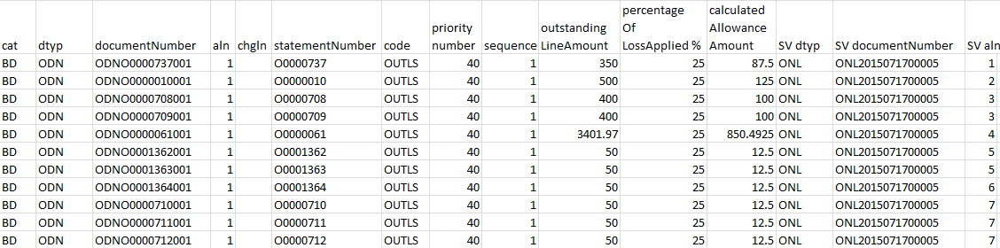 cat dtyp documentNumber aln chgln statementNumber code priority number sequence outstanding LineAmount percentage Of LossApplied % calculated Allowance Amount SV dtyp SV documentNumber SV aln
BD ODN ODNO0000737001 1 O0000737 OUTLS 40 1 350 25 87.5 ONL ONL2015071700005 1
BD ODN ODNO0000010001 1 O0000010 OUTLS 40 1 500 25 125 ONL ONL2015071700005 2
BD ODN ODNO0000708001 1 O0000708 OUTLS 40 1 400 25 100 ONL ONL2015071700005 3
BD ODN ODNO0000709001 1 O0000709 OUTLS 40 1 400 25 100 ONL ONL2015071700005 3
BD ODN ODNO0000061001 1 O0000061 OUTLS 40 1 3401.97 25 850.4925 ONL ONL2015071700005 4
BD ODN ODNO0001362001 1 O0001362 OUTLS 40 1 50 25 12.5 ONL ONL2015071700005 5
BD ODN ODNO0001363001 1 O0001363 OUTLS 40 1 50 25 12.5 ONL ONL2015071700005 5
BD ODN ODNO0001364001 1 O0001364 OUTLS 40 1 50 25 12.5 ONL ONL2015071700005 6
BD ODN ODNO0000710001 1 O0000710 OUTLS 40 1 50 25 12.5 ONL ONL2015071700005 7
BD ODN ODNO0000711001 1 O0000711 OUTLS 40 1 50 25 12.5 ONL ONL2015071700005 7
BD ODN ODNO0000712001 1 O0000712 OUTLS 40 1 50 25 12.5 ONL ONL2015071700005 7